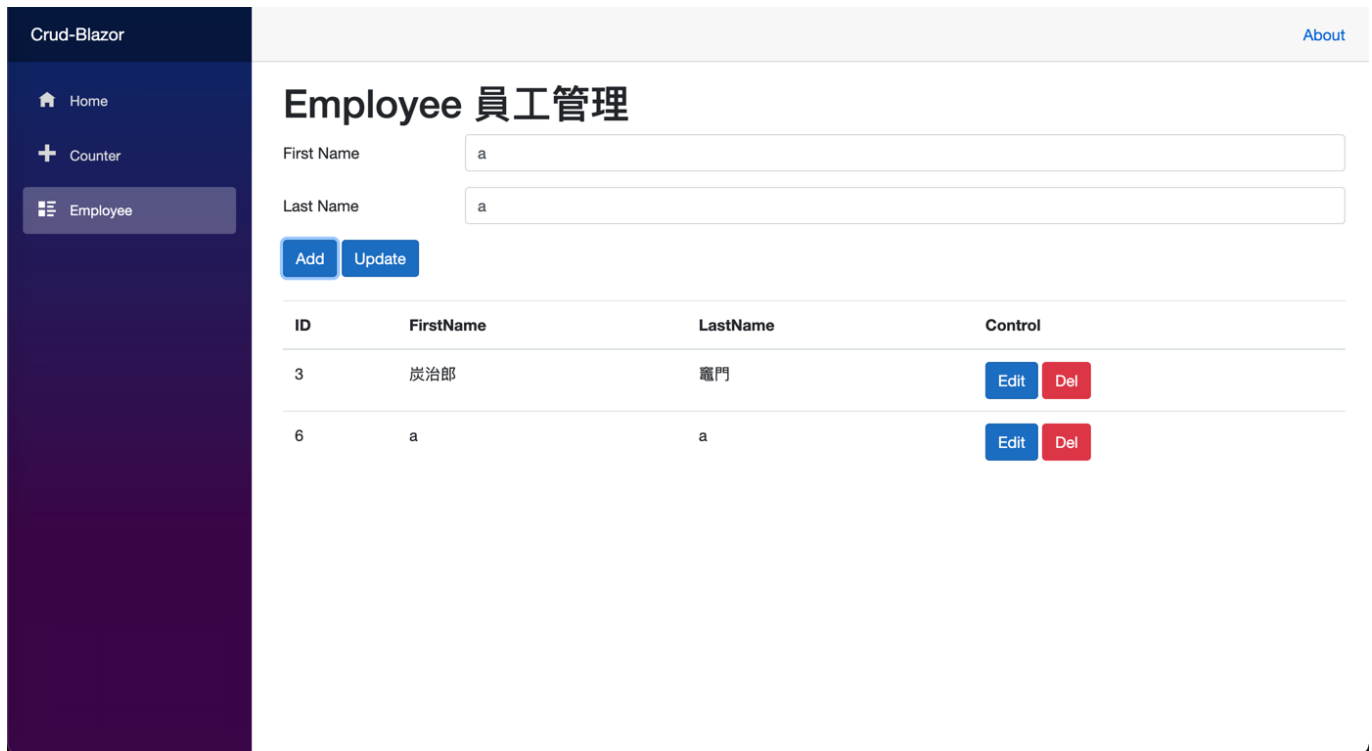 Crud-Blazor
About
Home
Counter
Employee
Employee 員工管理
First Name a
Last Name a
Add Update
ID FirstName LastName Control
3 炭治郎 竈門 Edit Del
6 a a Edit Del